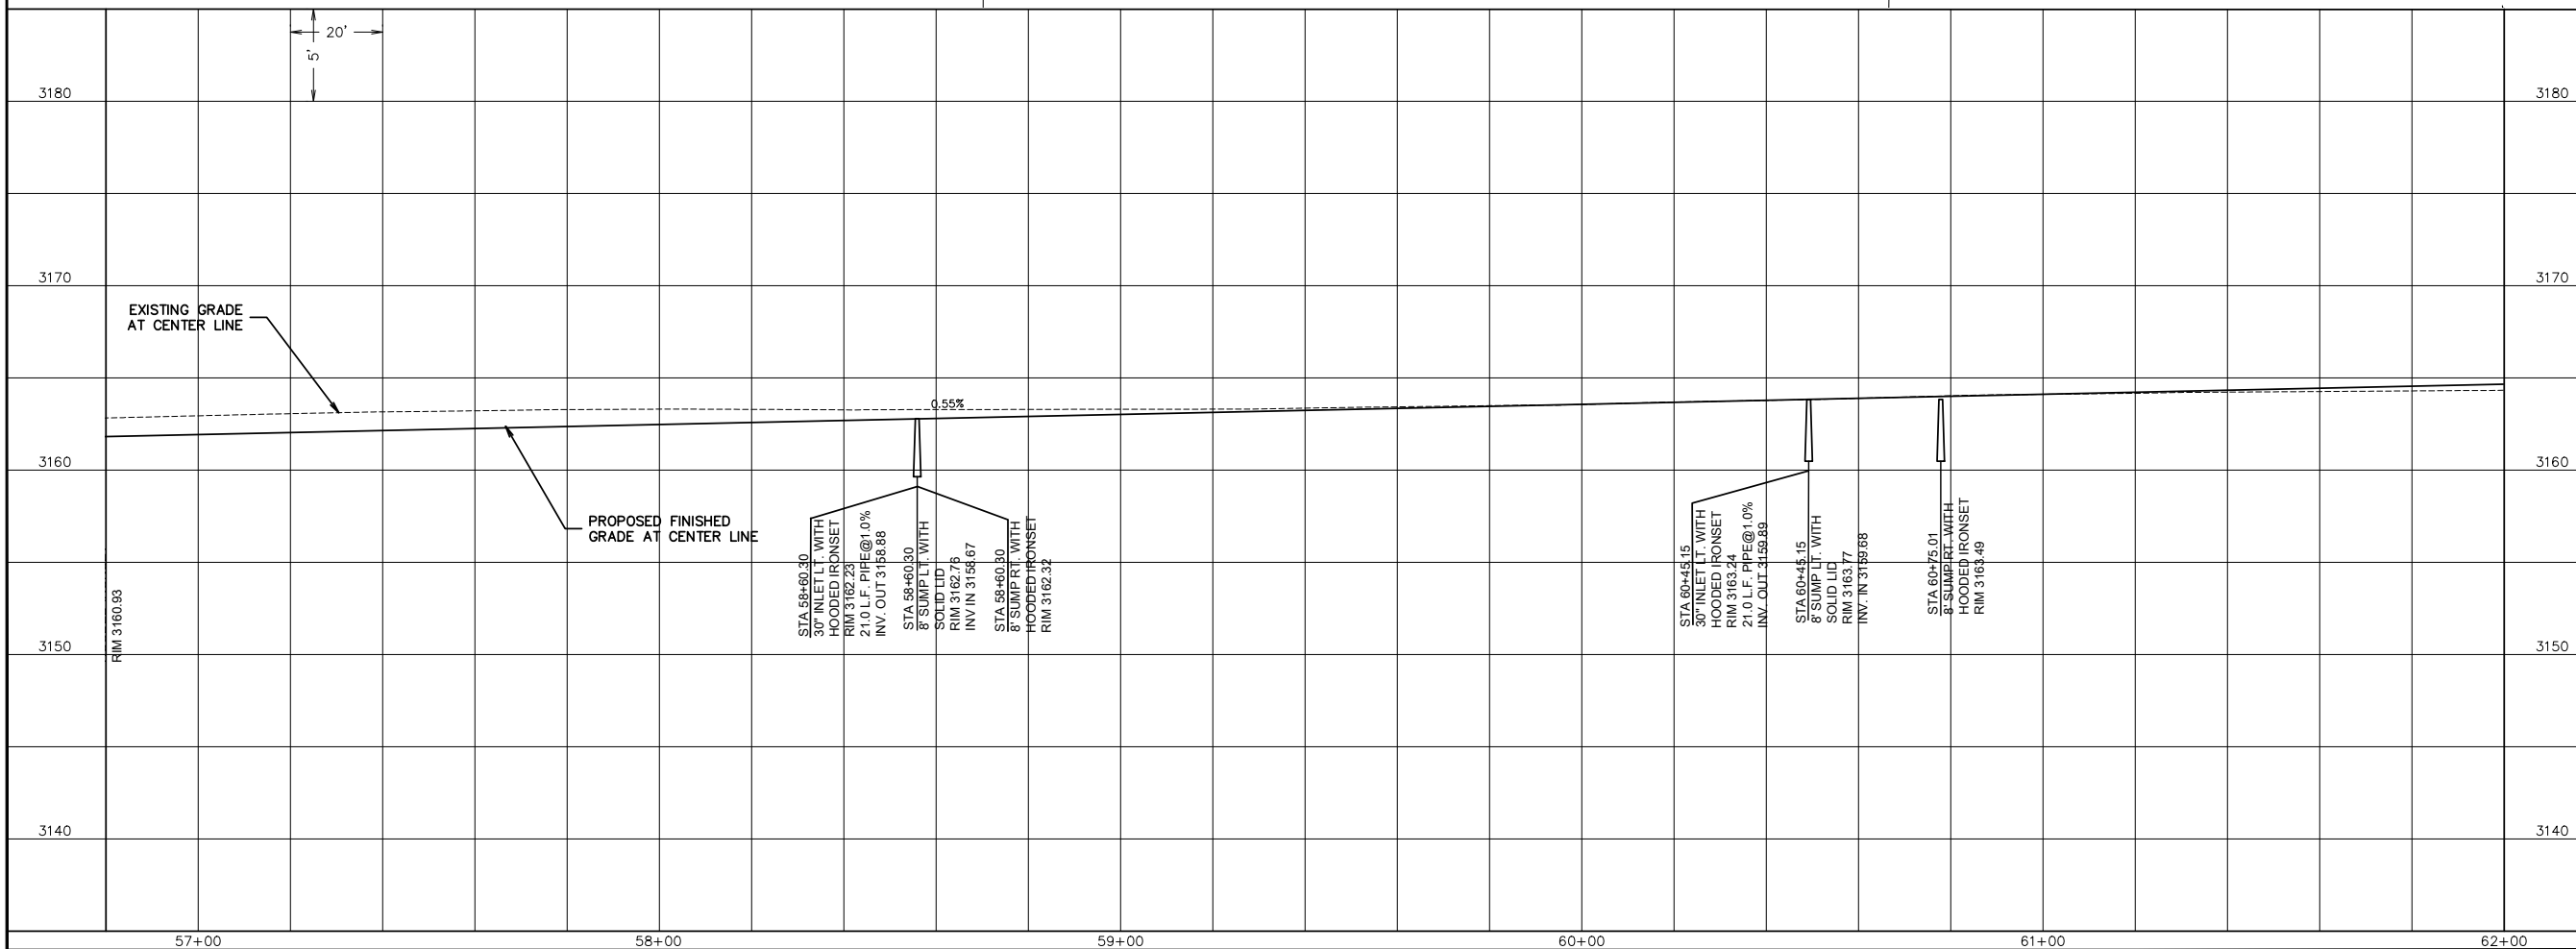 20'
5'
3180
3180
3170
3170
EXISTING GRADE
AT CENTER LINE
0.55%
3160
3160
PROPOSED FINISHED
GRADE AT CENTER LINE
RIM 3160.93
STA 58+60.30
30" INLET LT. WITH
HOODED IRONSET
RIM 3162.23
21.0 L.F. PIPE@1.0%
INV. OUT 3158.88
STA 58+60.30
8' SUMP LT. WITH
SOLID LID
RIM 3162.76
INV IN 3158.67
STA 58+60.30
8' SUMP RT. WITH
HOODED IRONSET
RIM 3162.32
STA 60+45.15
30" INLET LT. WITH
HOODED IRONSET
RIM 3163.24
21.0 L.F. PIPE@1.0%
INV. OUT 3159.89
STA 60+45.15
8' SUMP LT. WITH
SOLID LID
RIM 3163.77
INV. IN 3159.68
STA 60+75.01
8' SUMP RT. WITH
HOODED IRONSET
RIM 3163.49
3150
3150
3140
3140
57+00
58+00
59+00
60+00
61+00
62+00